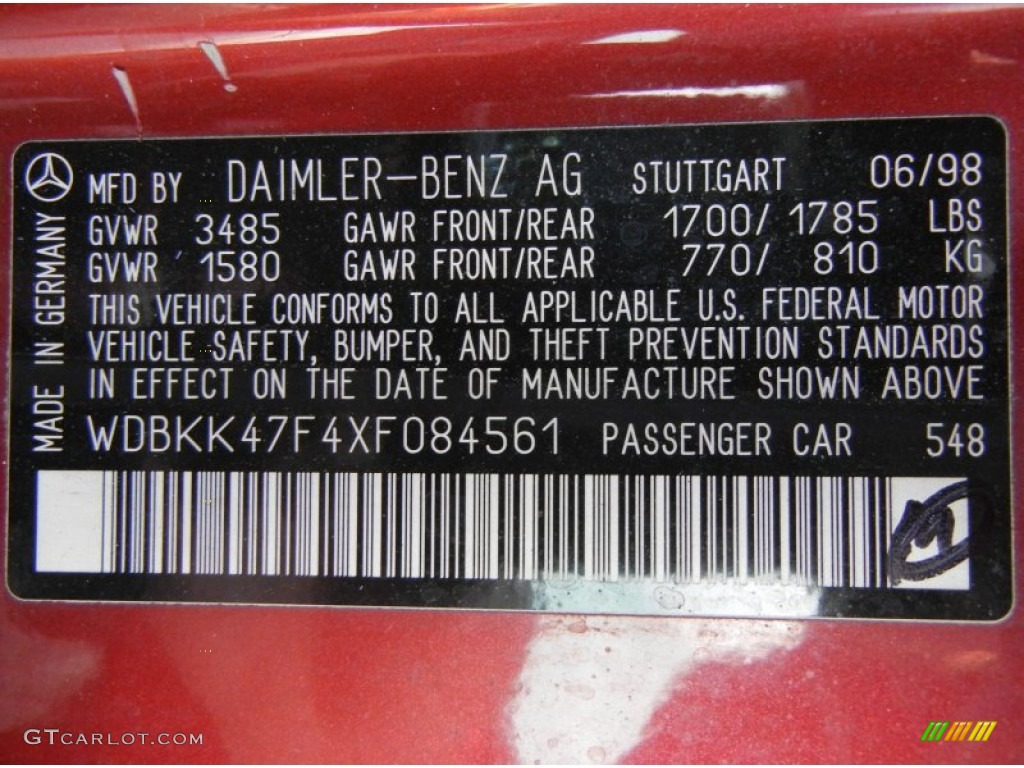 MFD BY DAIMLER-BENZ AG STUTTGART 06/98
GVWR 3485 GAWR FRONT/REAR 1700/ 1785 LBS
GVWR 1580 GAWR FRONT/REAR 770/ 810 KG
THIS VEHICLE CONFORMS TO ALL APPLICABLE U.S. FEDERAL MOTOR
VEHICLE SAFETY, BUMPER, AND THEFT PREVENTION STANDARDS
IN EFFECT ON THE DATE OF MANUFACTURE SHOWN ABOVE
WDBKK47F4XF084561 PASSENGER CAR 548
MADE IN GERMANY
M
GTCARLOT.COM